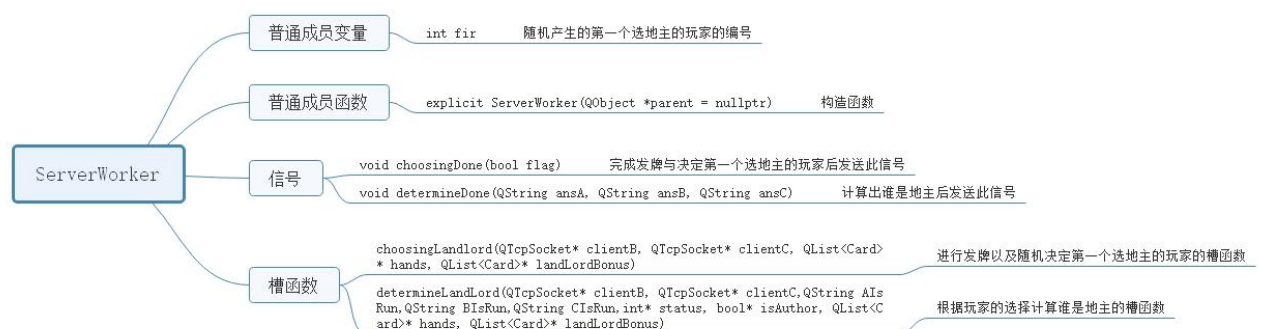 普通成员变量
int fir 随机产生的第一个选地主的玩家的编号
普通成员函数
explicit ServerWorker(QObject *parent = nullptr) 构造函数
ServerWorker
信号
void choosingDone(bool flag) 完成发牌与决定第一个选地主的玩家后发送此信号
void determineDone(QString ansA, QString ansB, QString ansC) 计算出谁是地主后发送此信号
槽函数
choosingLandlord(QTcpSocket* clientB, QTcpSocket* clientC, QList<Card>
* hands, QList<Card>* landLordBonus)
进行发牌以及随机决定第一个选地主的玩家的槽函数
determineLandLord(QTcpSocket* clientB, QTcpSocket* clientC,QString AIs
Run,QString BIsRun,QString CIsRun,int* status, bool* isAuthor, QList<C
ard>* hands, QList<Card>* landLordBonus)
根据玩家的选择计算谁是地主的槽函数